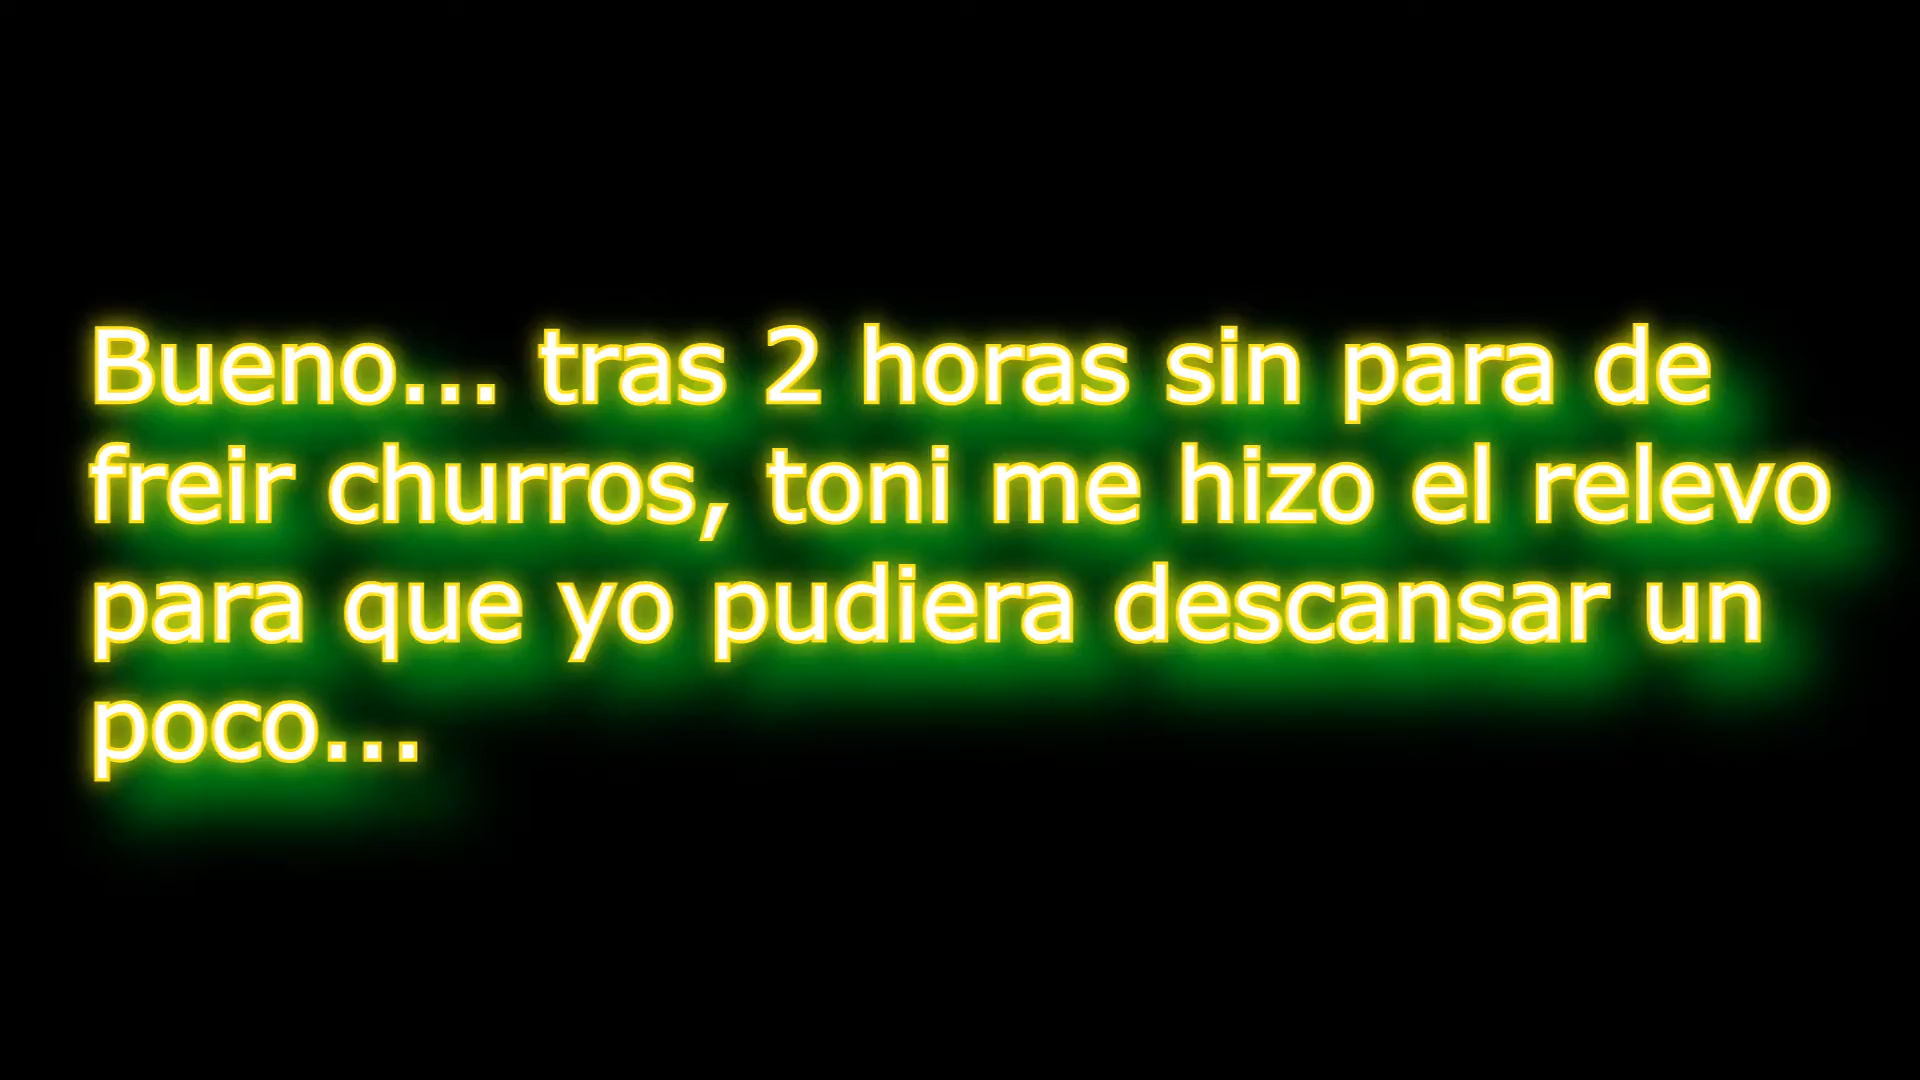 Bueno... tras 2 horas sin para de
freir churros, toni me hizo el relevo
para que yo pudiera descansar un
poco...